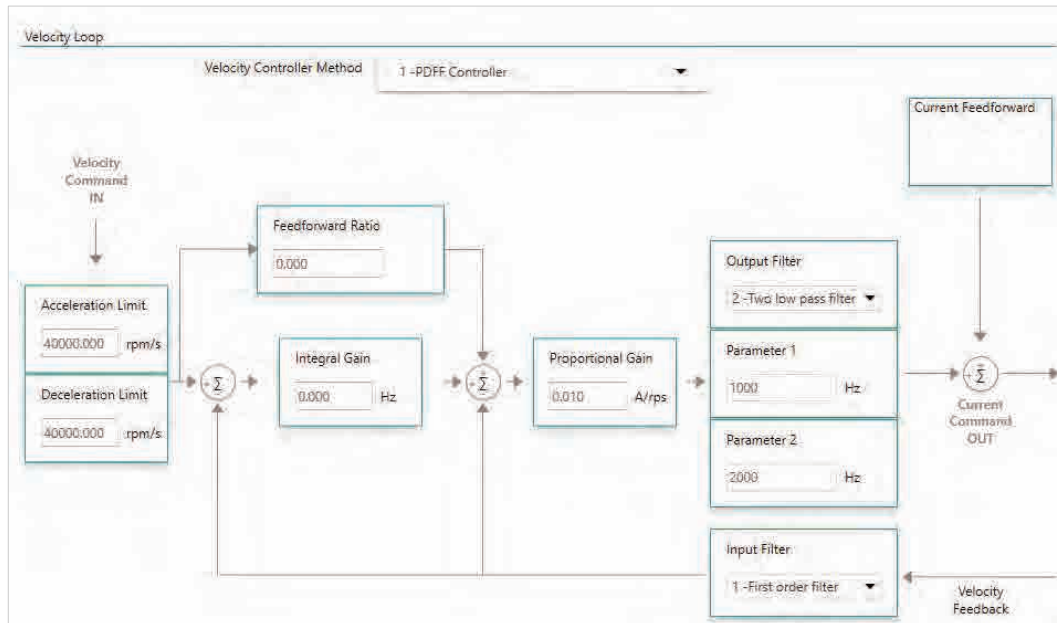 Velocity Loop
Velocity Controller Method
1 -PDFF Controller
Current Feedforward
Velocity
Command
IN
Feedforward Ratio
0.000
Output Filter
2 -Two low pass filter
Acceleration Limit
40000.000 rpm/s
Integral Gain
0.000 Hz
Proportional Gain
0.010 A/rps
Parameter 1
1000 Hz
Deceleration Limit
40000.000 rpm/s
+ Σ
+ Σ
Σ
Current
Command
OUT
Parameter 2
2000 Hz
Input Filter
1 -First order filter
Velocity
Feedback